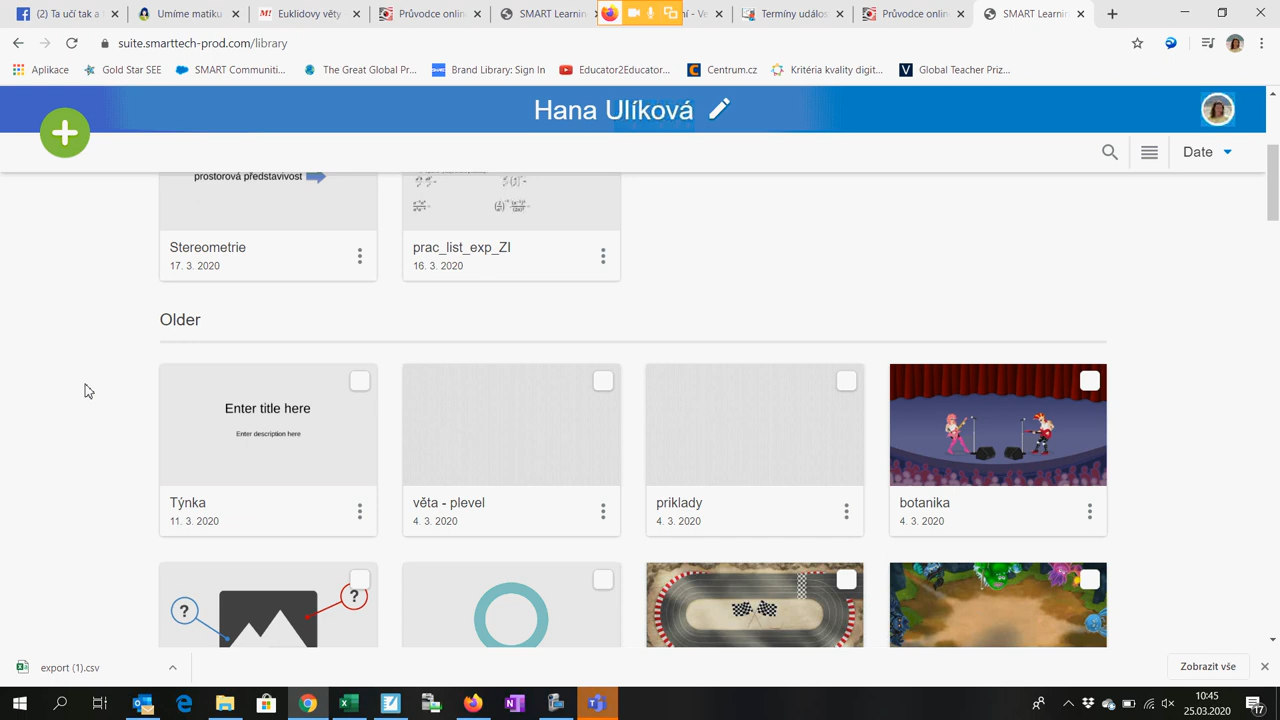 (2) Ta učí tak a
Umíme matiku
Euklidovy věty
Průvodce onlin
SMART Learnin
ní - Ve
Termíny událos
Průvodce onlin
SMART Learnin
suite.smarttech-prod.com/library
Aplikace
Gold Star SEE
SMART Communiti...
The Great Global Pr...
Brand Library: Sign In
Educator2Educator...
Centrum.cz
Kritéria kvality digit...
Global Teacher Priz...
Hana Ulíková
Date
prostorová představivost
Stereometrie
17. 3. 2020
prac_list_exp_ZI
16. 3. 2020
Older
Enter title here
Enter description here
Týnka
11. 3. 2020
věta - plevel
4. 3. 2020
priklady
4. 3. 2020
botanika
4. 3. 2020
?
?
export (1).csv
Zobrazit vše
10:45
25.03.2020
17